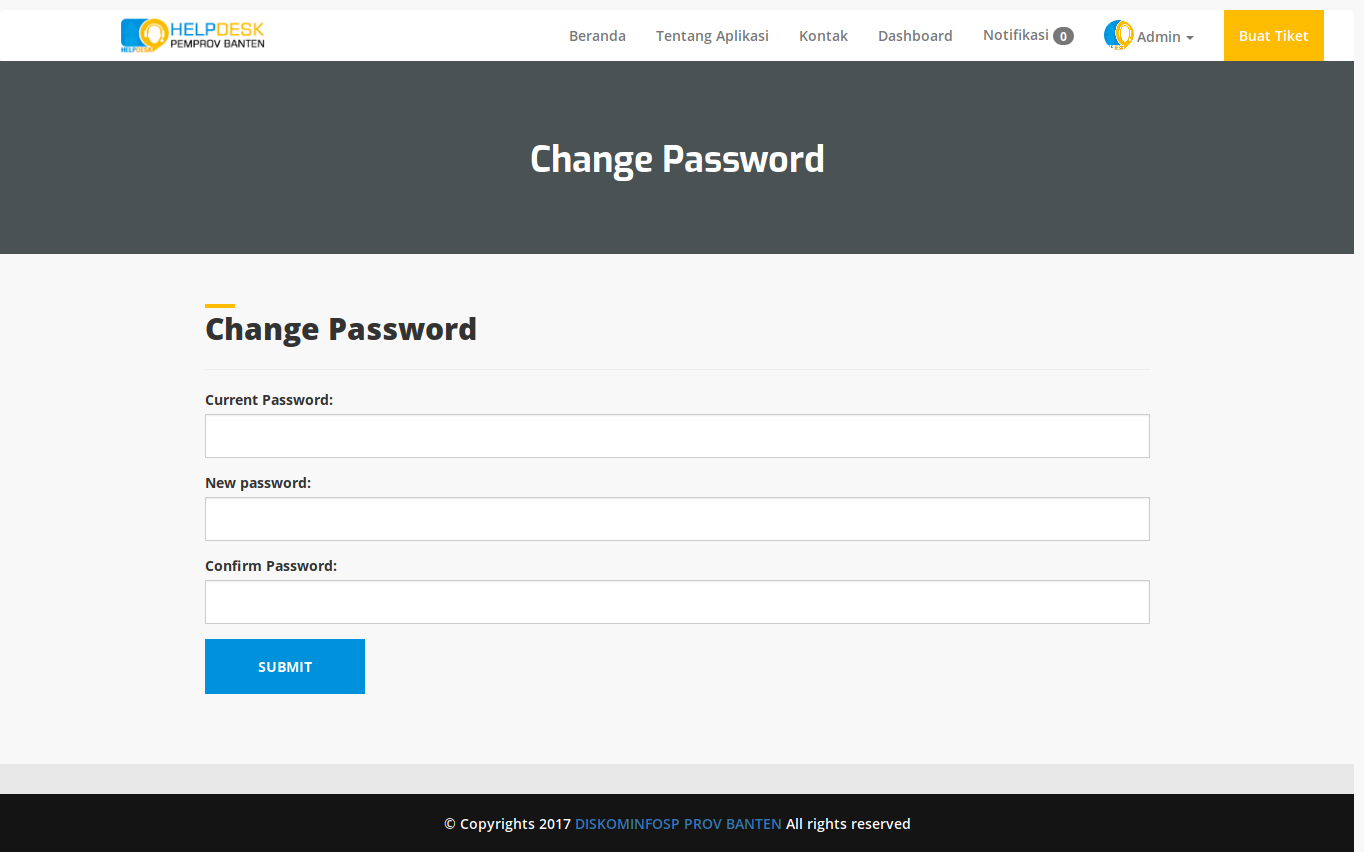 HELPDESK
PEMPROV BANTEN
HELPDESK
Beranda
Tentang Aplikasi
Kontak
Dashboard
Notifikasi 0
Admin
Buat Tiket
Change Password
Change Password
Current Password:
New password:
Confirm Password:
SUBMIT
© Copyrights 2017 DISKOMINFOSP PROV BANTEN All rights reserved